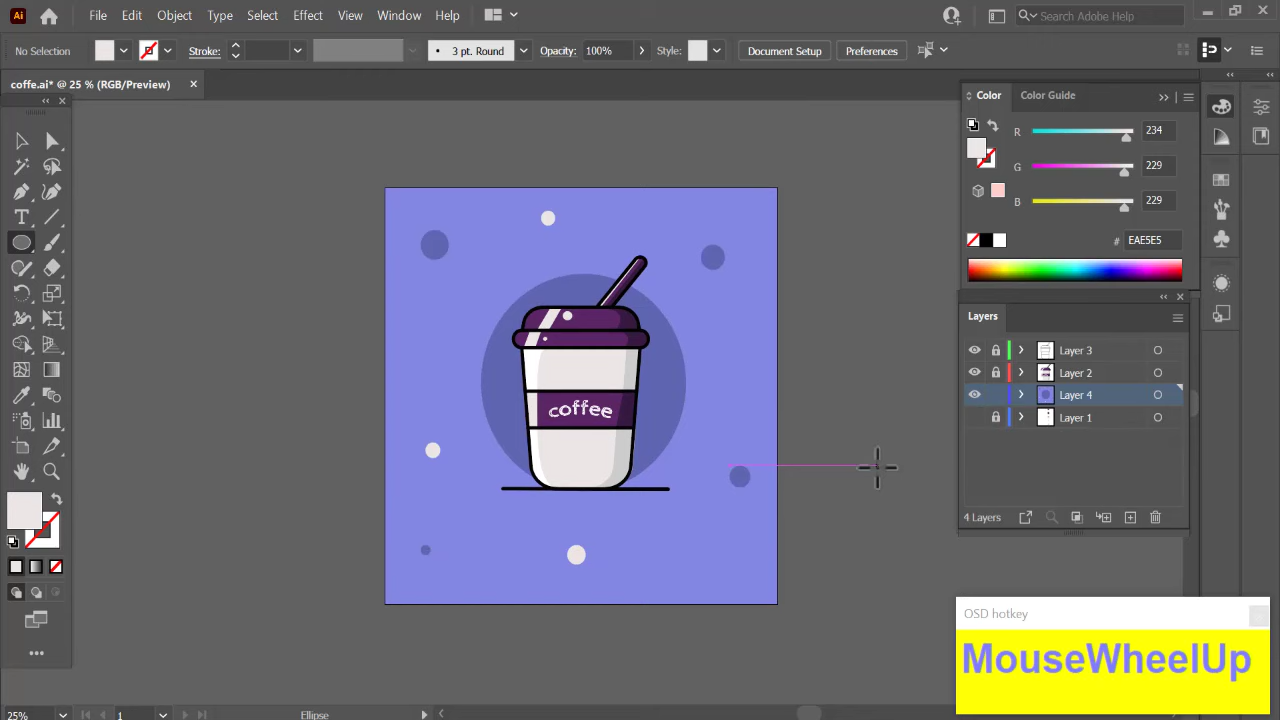 Ai File Edit Object Type Select Effect View Window Help Search Adobe Help
No Selection Stroke: 3 pt. Round Opacity: 100% Style: Document Setup Preferences
coffe.ai* @ 25 % (RGB/Preview)
Color Color Guide
R 234
G 229
B 229
# EAE5E5
Layers
Layer 3
Layer 2
Layer 4
Layer 1
4 Layers
coffee
OSD hotkey
MouseWheelUp
25% 1 Ellipse